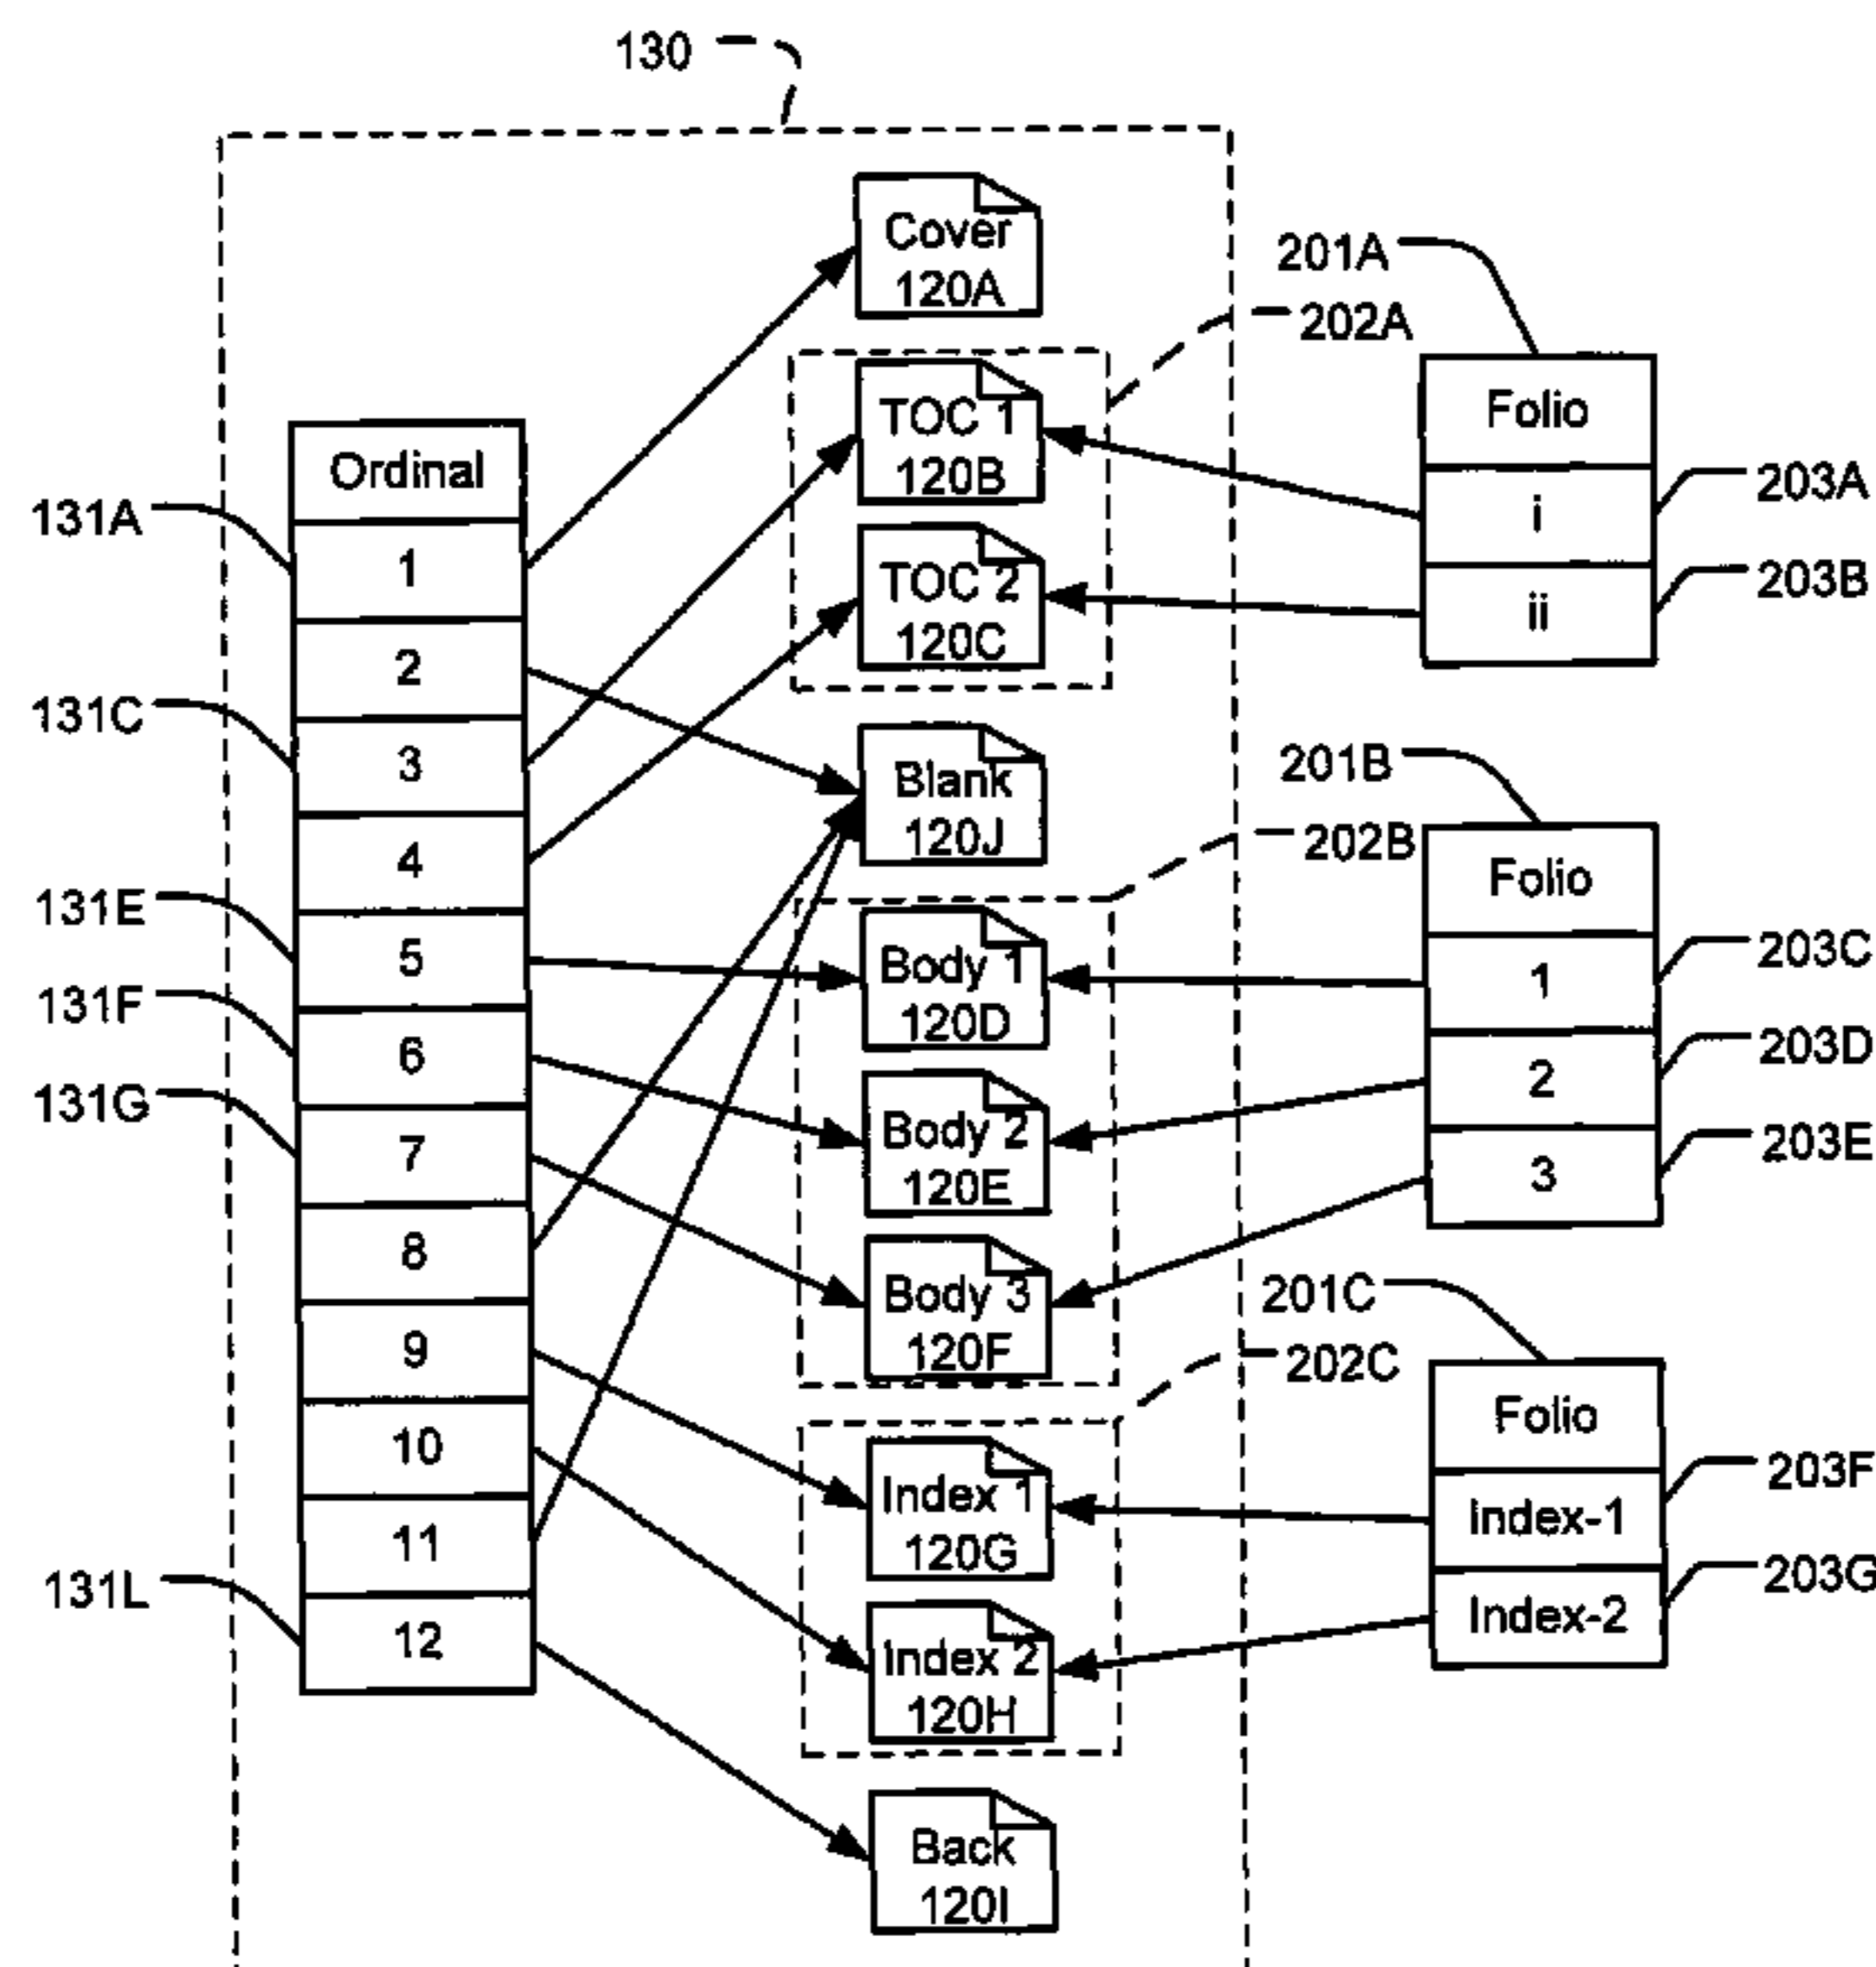 130
Cover
120A
201A
202A
TOC 1
120B
Folio
i
ii
203A
203B
TOC 2
120C
Ordinal
131A
1
2
131C
3
4
131E
5
131F
6
131G
7
8
9
10
11
131L
12
Blank
120J
201B
202B
Folio
1
203C
2
203D
3
203E
Body 1
120D
Body 2
120E
Body 3
120F
201C
202C
Folio
Index-1
203F
Index-2
203G
Index 1
120G
Index 2
120H
Back
120I